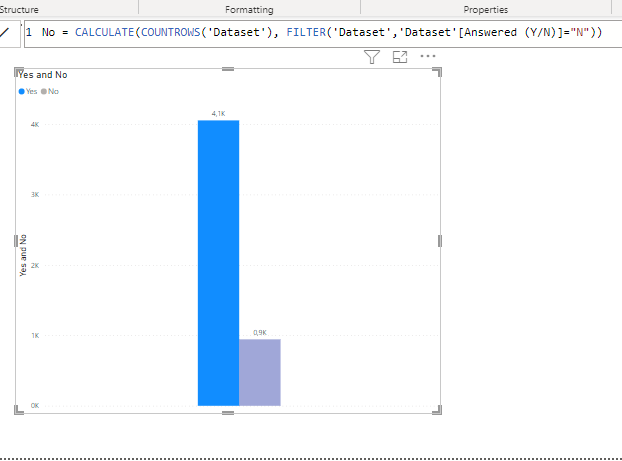 Structure Formatting Properties
1 No = CALCULATE(COUNTROWS('Dataset'), FILTER('Dataset','Dataset'[Answered (Y/N)]="N"))
Yes and No
Yes No
4,1K
4K
3K
Yes and No
2K
1K
0,9K
0K